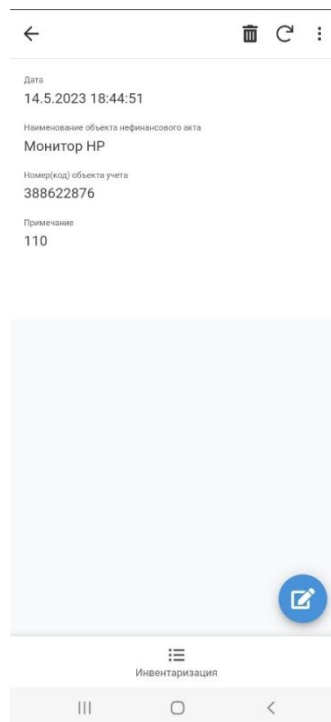 Дата
14.5.2023 18:44:51
Наименование объекта нефинансового акта
Монитор HP
Номер(код) объекта учета
388622876
Примечание
110
Инвентаризация